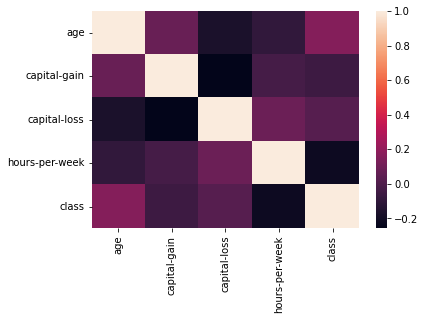 age
capital-gain
capital-loss
hours-per-week
class
age
capital-gain
capital-loss
hours-per-week
class
1.0
0.8
0.6
0.4
0.2
0.0
−0.2